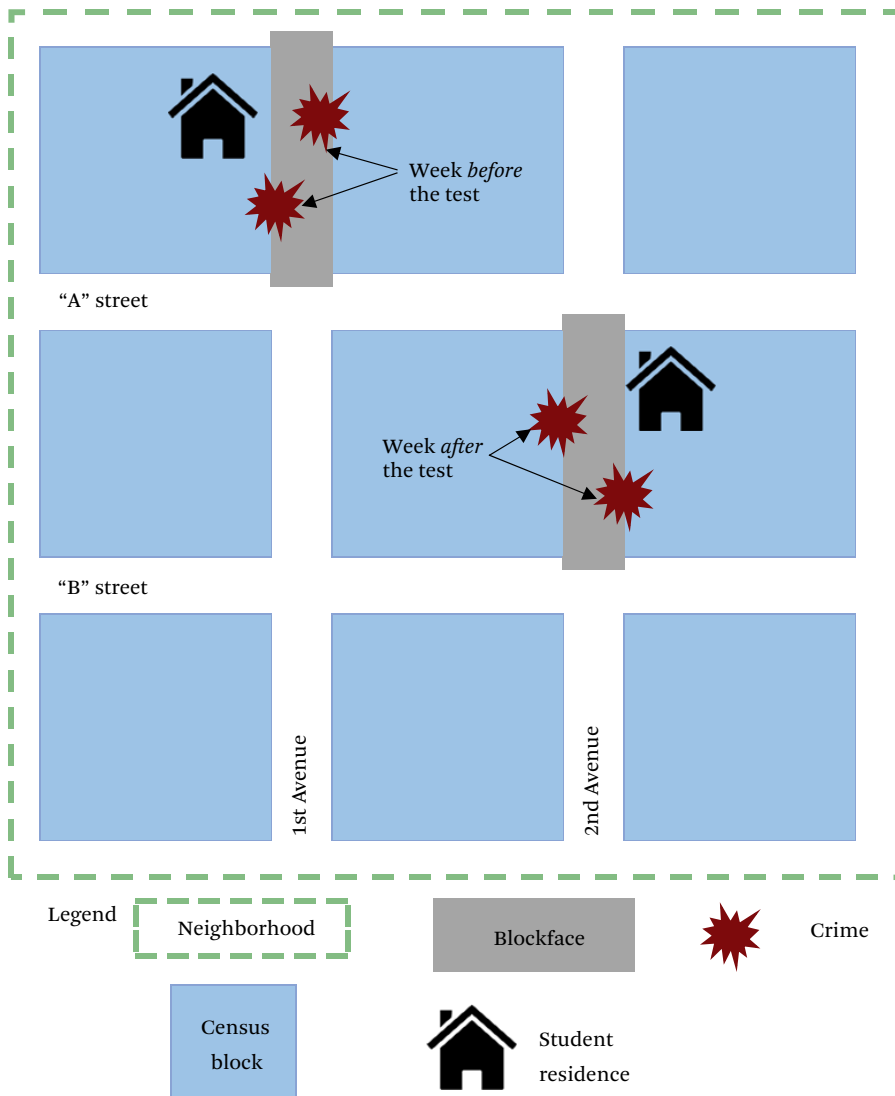 Week before
the test
“A” street
Week after
the test
“B” street
1st Avenue
2nd Avenue
Legend
Neighborhood
Blockface
Crime
Census
block
Student
residence